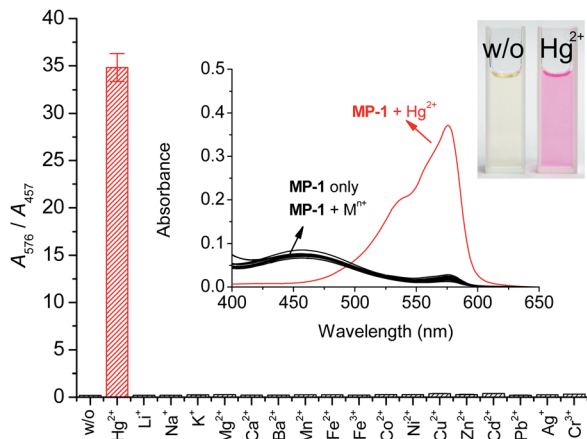 40
35
30
25
20
15
10
5
0
A576 / A457
w/o
Hg2+
Li+
Na+
K+
Mg2+
Ca2+
Ba2+
Mn2+
Fe2+
Fe3+
Co2+
Ni2+
Cu2+
Zn2+
Cd2+
Pb2+
Ag+
Cr3+
0.5
0.4
0.3
0.2
0.1
0.0
Absorbance
MP-1 + Hg2+
MP-1 only
MP-1 + Mn+
400 450 500 550 600 650
Wavelength (nm)
w/o Hg2+